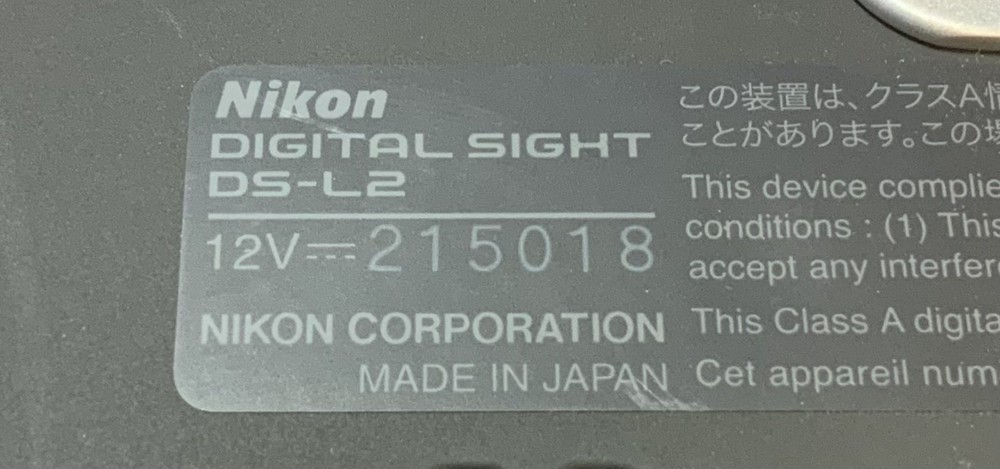 Nikon
DIGITAL SIGHT
DS-L2
12V⎓215018
NIKON CORPORATION
MADE IN JAPAN
この装置は、クラスA情
ことがあります。この場
This device complie
conditions : (1) This
accept any interfer
This Class A digita
Cet appareil num